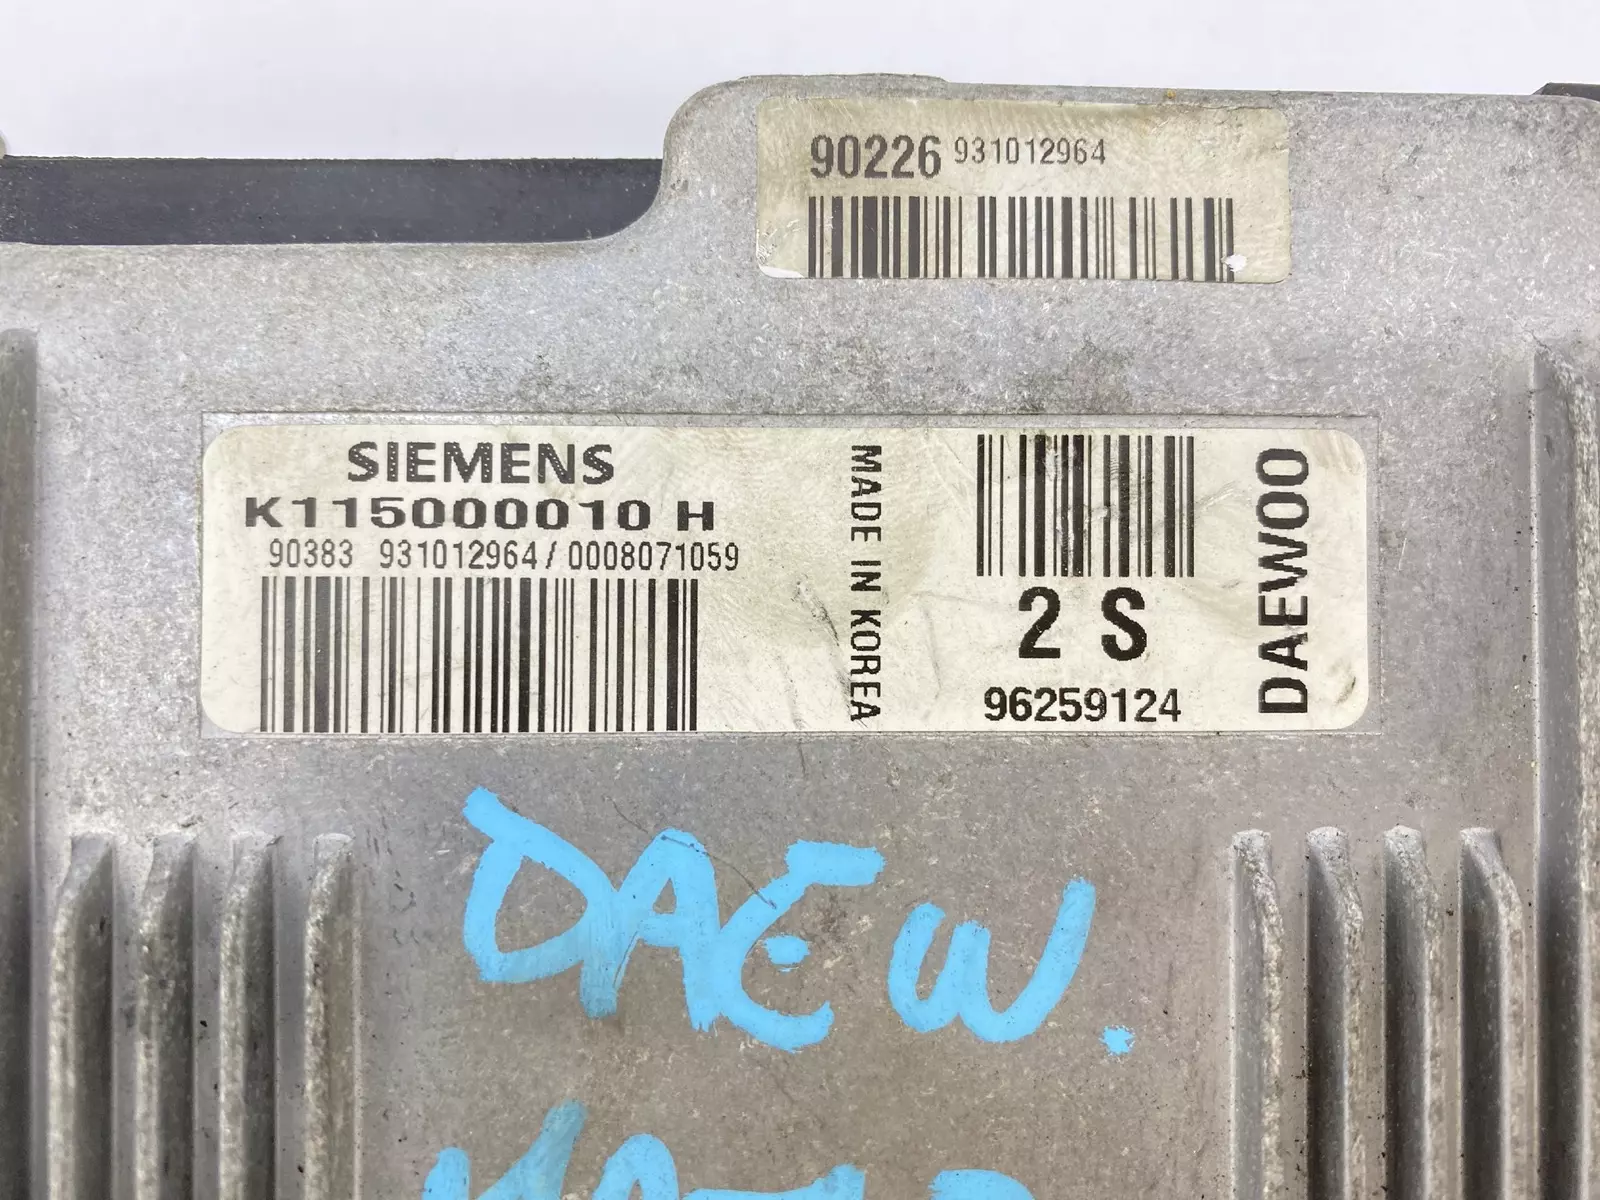 90226 931012964
SIEMENS
K115000010 H
90383 931012964/0008071059
MADE IN KOREA
2 S
96259124
DAEWOO
DAEW.